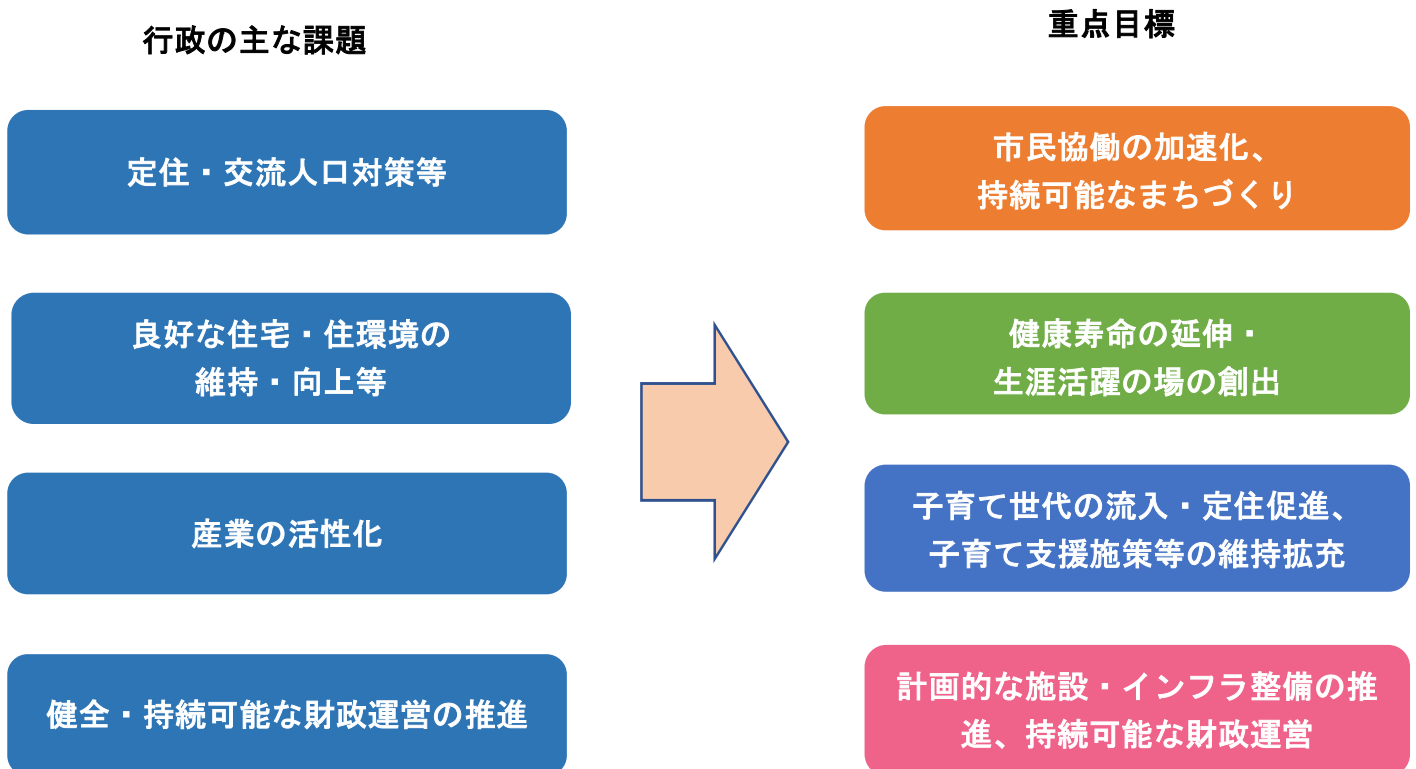 行政の主な課題
定住・交流人口対策等
良好な住宅・住環境の
維持・向上等
産業の活性化
健全・持続可能な財政運営の推進
重点目標
市民協働の加速化、
持続可能なまちづくり
健康寿命の延伸・
生涯活躍の場の創出
子育て世代の流入・定住促進、
子育て支援施策等の維持拡充
計画的な施設・インフラ整備の推
進、持続可能な財政運営